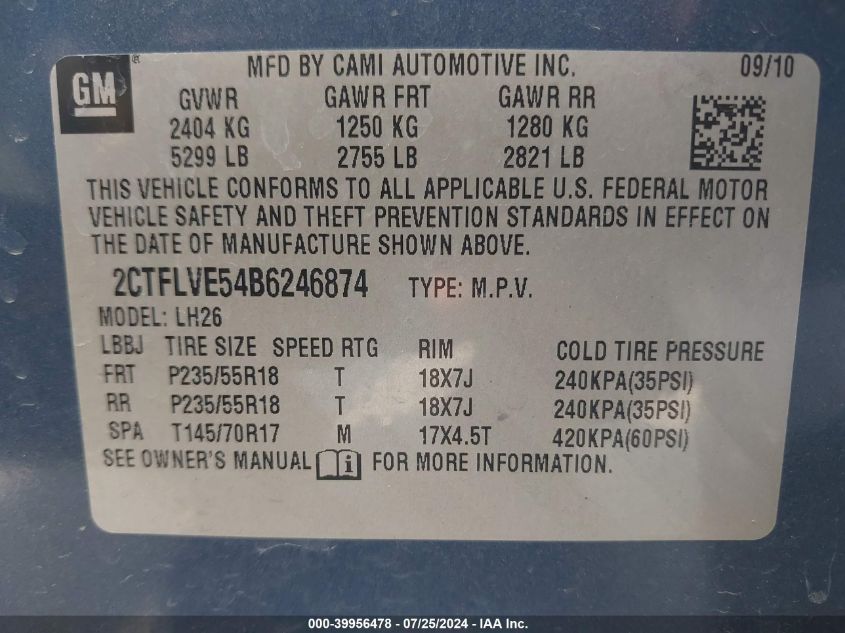 GM
®
MFD BY CAMI AUTOMOTIVE INC. 09/10
GVWR GAWR FRT GAWR RR
2404 KG 1250 KG 1280 KG
5299 LB 2755 LB 2821 LB
THIS VEHICLE CONFORMS TO ALL APPLICABLE U.S. FEDERAL MOTOR
VEHICLE SAFETY AND THEFT PREVENTION STANDARDS IN EFFECT ON
THE DATE OF MANUFACTURE SHOWN ABOVE.
2CTFLVE54B6246874 TYPE: M.P.V.
MODEL: LH26
LBBJ TIRE SIZE SPEED RTG RIM COLD TIRE PRESSURE
FRT P235/55R18 T 18X7J 240KPA(35PSI)
RR P235/55R18 T 18X7J 240KPA(35PSI)
SPA T145/70R17 M 17X4.5T 420KPA(60PSI)
SEE OWNER'S MANUAL i FOR MORE INFORMATION.
000-39956478 - 07/25/2024 - IAA Inc.